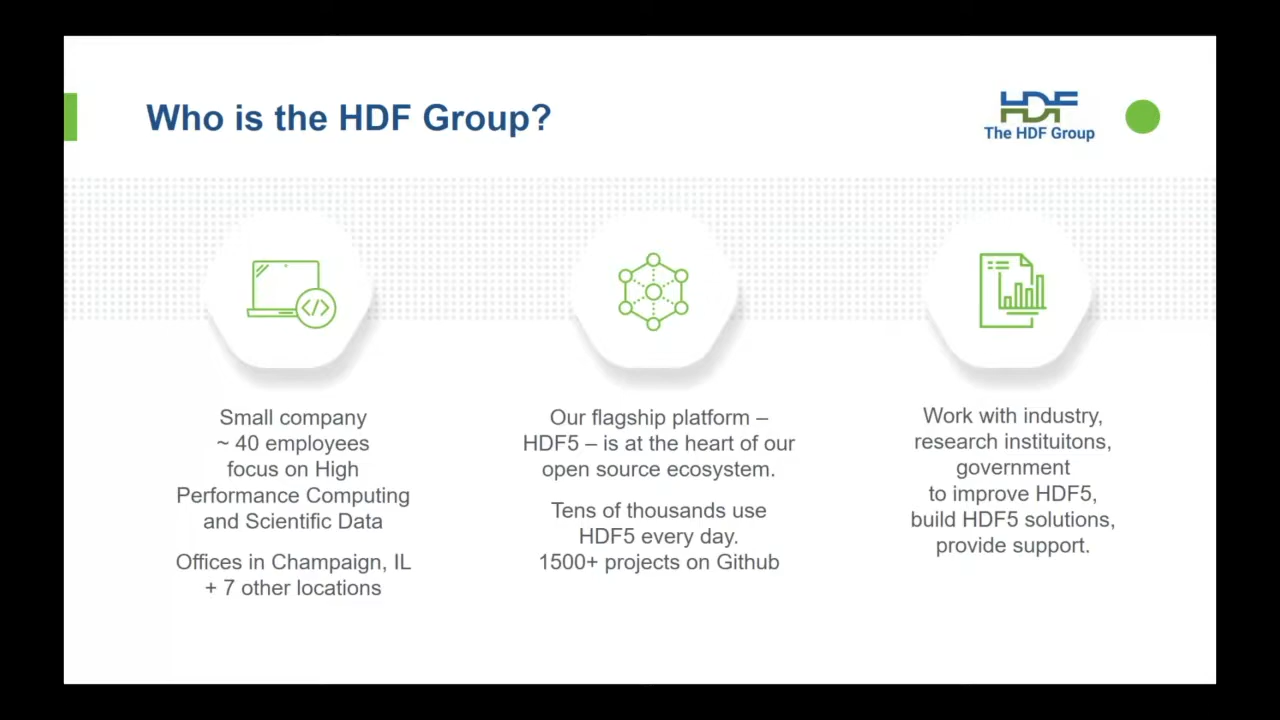 Who is the HDF Group?
HDF
The HDF Group
</>
Small company
~ 40 employees
focus on High
Performance Computing
and Scientific Data
Offices in Champaign, IL
+ 7 other locations
Our flagship platform –
HDF5 – is at the heart of our
open source ecosystem.
Tens of thousands use
HDF5 every day.
1500+ projects on Github
Work with industry,
research instituitons,
government
to improve HDF5,
build HDF5 solutions,
provide support.